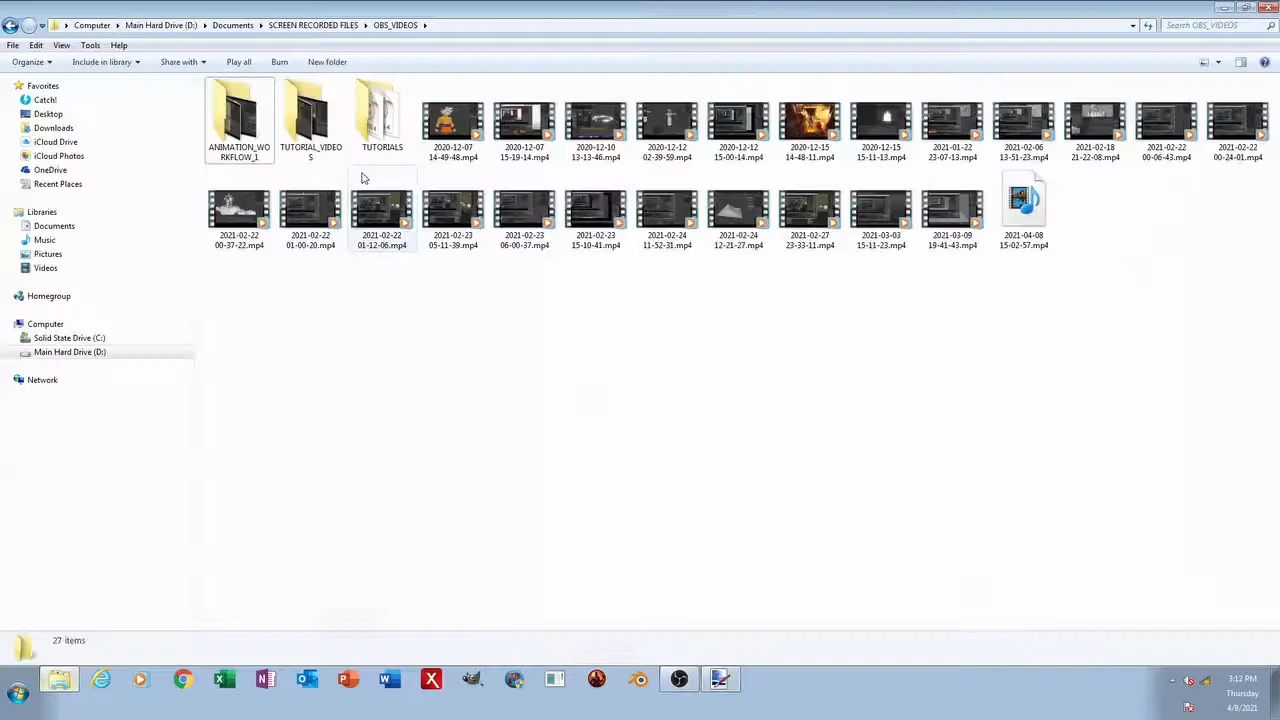 Computer ▸ Main Hard Drive (D:) ▸ Documents ▸ SCREEN RECORDED FILES ▸ OBS_VIDEOS ▸
Search OBS_VIDEOS
File Edit View Tools Help
Organize Include in library Share with Play all Burn New folder
Favorites
Catch!
Desktop
Downloads
iCloud Drive
iCloud Photos
OneDrive
Recent Places
Libraries
Documents
Music
Pictures
Videos
Homegroup
Computer
Solid State Drive (C:)
Main Hard Drive (D:)
Network
ANIMATION_WO TUTORIAL_VIDEO TUTORIALS 2020-12-07 2020-12-07 2020-12-10 2020-12-12 2020-12-12 2020-12-15 2020-12-15 2021-01-22 2021-02-06 2021-02-18 2021-02-22 2021-02-22
RKFLOW_1 S 14-49-48.mp4 15-19-14.mp4 13-13-46.mp4 02-39-59.mp4 15-00-14.mp4 14-48-11.mp4 15-11-13.mp4 23-07-13.mp4 13-51-23.mp4 21-22-08.mp4 00-06-43.mp4 00-24-01.mp4
2021-02-22 2021-02-22 2021-02-22 2021-02-23 2021-02-23 2021-02-23 2021-02-24 2021-02-24 2021-02-27 2021-03-03 2021-03-09 2021-04-08
00-37-22.mp4 01-00-20.mp4 01-12-06.mp4 05-11-39.mp4 06-00-37.mp4 15-10-41.mp4 11-52-31.mp4 12-21-27.mp4 23-33-11.mp4 15-11-23.mp4 19-41-43.mp4 15-02-57.mp4
27 items
3:12 PM
Thursday
4/8/2021